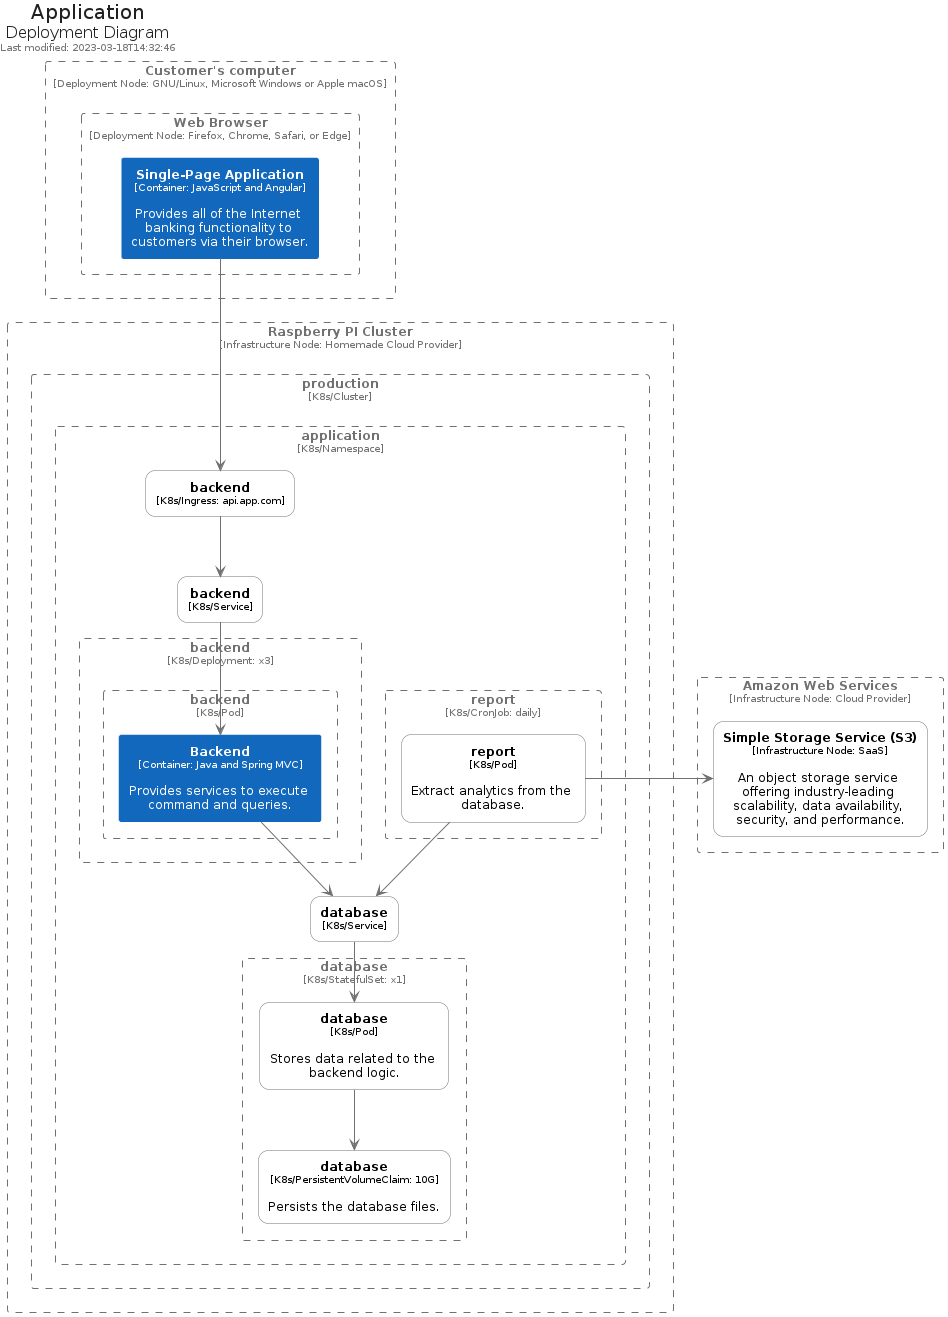 Application
Deployment Diagram
Last modified: 2023-03-18T14:32:46
Customer's computer
[Deployment Node: GNU/Linux, Microsoft Windows or Apple macOS]
Web Browser
[Deployment Node: Firefox, Chrome, Safari, or Edge]
Single-Page Application
[Container: JavaScript and Angular]
Provides all of the Internet
banking functionality to
customers via their browser.
Raspberry PI Cluster
[Infrastructure Node: Homemade Cloud Provider]
production
[K8s/Cluster]
application
[K8s/Namespace]
backend
[K8s/Ingress: api.app.com]
backend
[K8s/Service]
backend
[K8s/Deployment: x3]
backend
[K8s/Pod]
Backend
[Container: Java and Spring MVC]
Provides services to execute
command and queries.
report
[K8s/CronJob: daily]
report
[K8s/Pod]
Extract analytics from the
database.
Amazon Web Services
[Infrastructure Node: Cloud Provider]
Simple Storage Service (S3)
[Infrastructure Node: SaaS]
An object storage service
offering industry-leading
scalability, data availability,
security, and performance.
database
[K8s/Service]
database
[K8s/StatefulSet: x1]
database
[K8s/Pod]
Stores data related to the
backend logic.
database
[K8s/PersistentVolumeClaim: 10G]
Persists the database files.